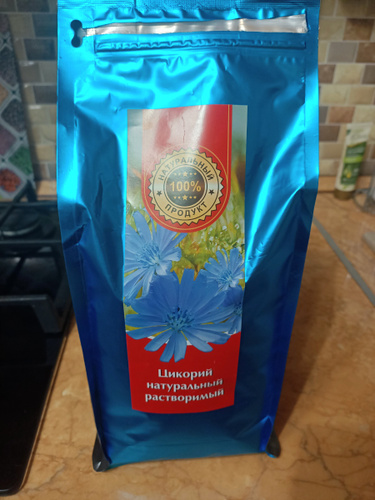 НАТУРАЛЬНЫЙ
100%
ПРОДУКТ
Цикорий
натуральный
растворимый